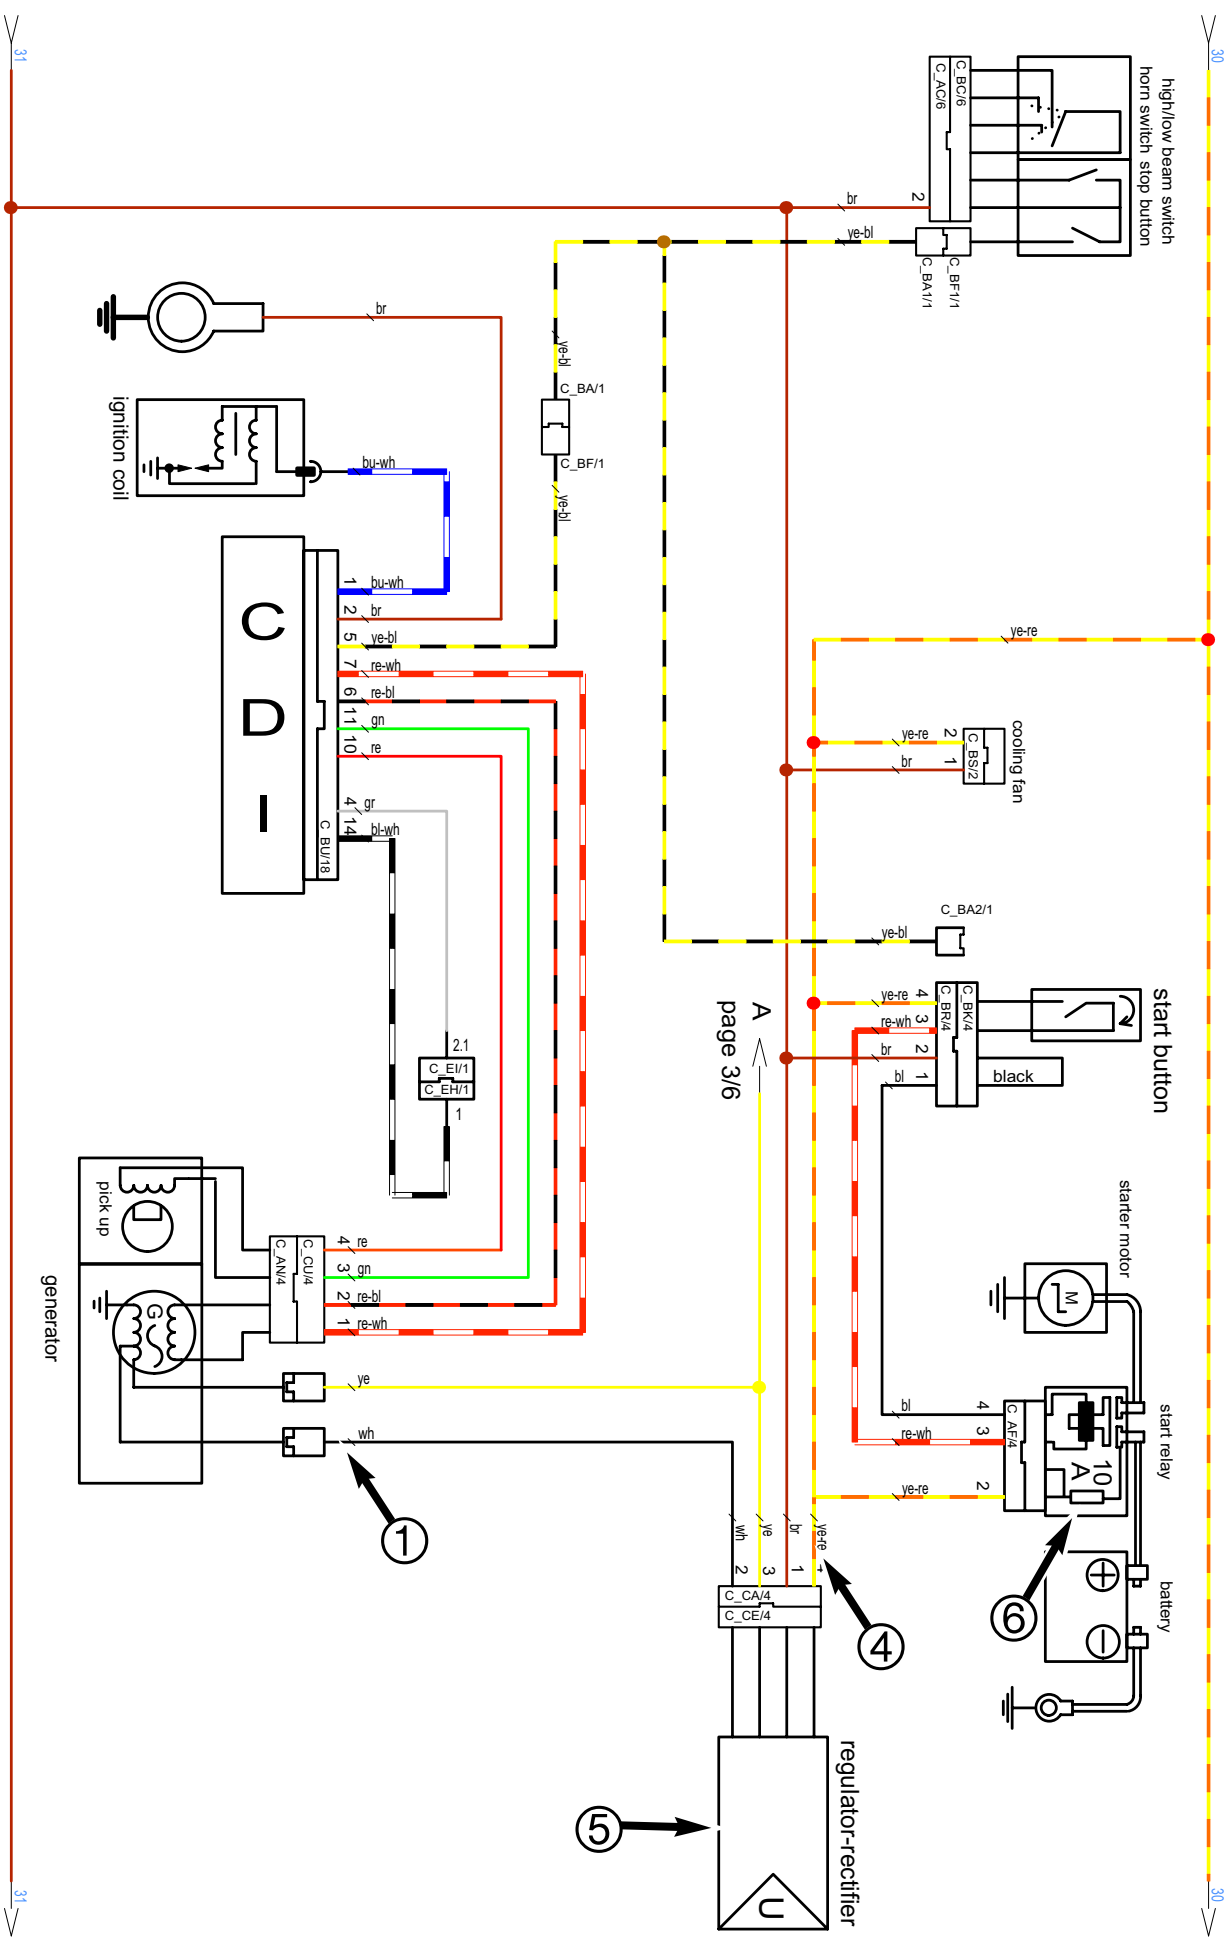 30
30
31
31
high/low beam switch
horn switch stop button
C_BC/6
C_AC/6
2
br
ye-bl
C_BF1/1
C_BA1/1
br
ye-bl
C_BA/1
C_BF/1
ye-bl
ignition coil
bu-wh
CDI
C_BU/18
1
bu-wh
2
br
5
ye-bl
7
re-wh
6
re-bl
11
gn
10
re
4
gr
14
bl-wh
ye-re
cooling fan
C_BS/2
2
ye-re
1
br
C_BA2/1
ye-bl
start button
C_BK/4
C_BR/4
4
ye-re
3
re-wh
2
br
1
bl
black
A
page 3/6
2.1
C_EI/1
C_EH/1
1
starter motor
M
start relay
10
A
C_AF/4
4
bl
3
re-wh
2
ye-re
battery
+
−
pick up
generator
G
C_CU/4
C_AN/4
4
re
3
gn
2
re-bl
1
re-wh
ye
wh
1
wh
ye
br
ye-re
2
3
1
C_CA/4
C_CE/4
4
6
regulator-rectifier
5
U